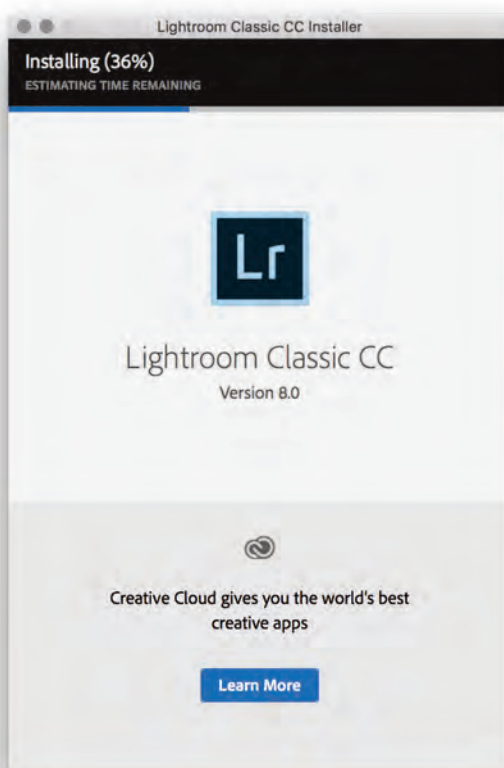 Lightroom Classic CC Installer
Installing (36%)
ESTIMATING TIME REMAINING
Lr
Lightroom Classic CC
Version 8.0
Creative Cloud gives you the world's best
creative apps
Learn More